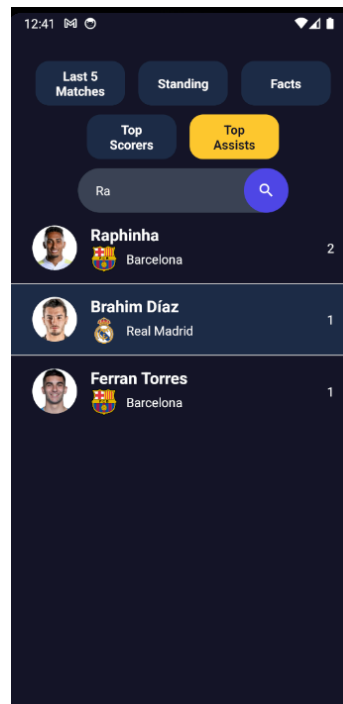 12:41
Last 5
Matches
Standing
Facts
Top
Scorers
Top
Assists
Ra
Raphinha
2
Barcelona
Brahim Díaz
1
Real Madrid
Ferran Torres
1
Barcelona